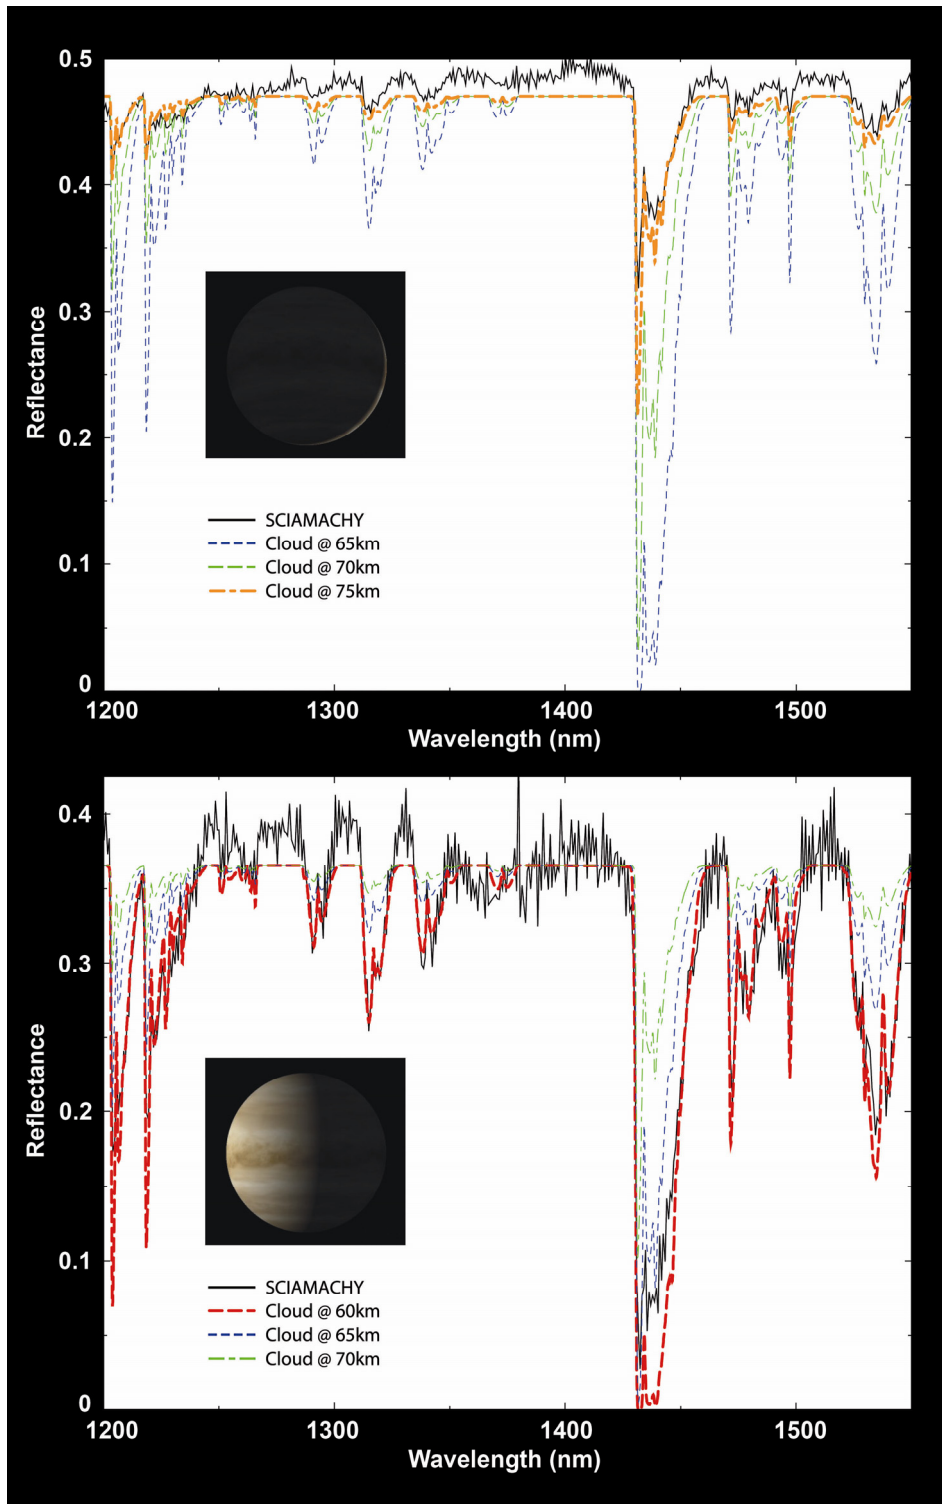 0.5
0.4
0.3
0.2
0.1
0
Reflectance
SCIAMACHY
Cloud @ 65km
Cloud @ 70km
Cloud @ 75km
1200 1300 1400 1500
Wavelength (nm)
0.4
0.3
0.2
0.1
0
Reflectance
SCIAMACHY
Cloud @ 60km
Cloud @ 65km
Cloud @ 70km
1200 1300 1400 1500
Wavelength (nm)